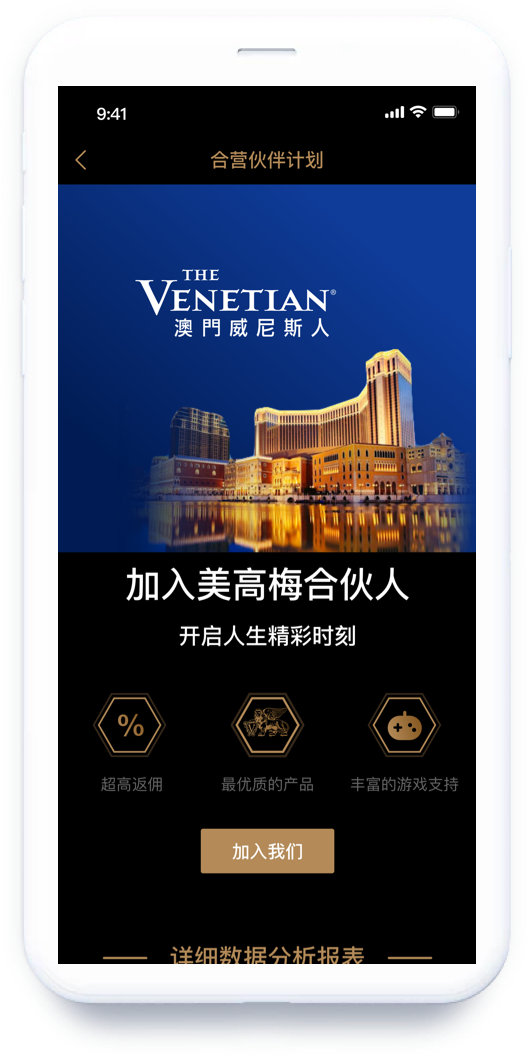 9:41
合营伙伴计划
THE
VENETIAN®
澳門威尼斯人
加入美高梅合伙人
开启人生精彩时刻
%
超高返佣 最优质的产品 丰富的游戏支持
加入我们
详细数据分析报表